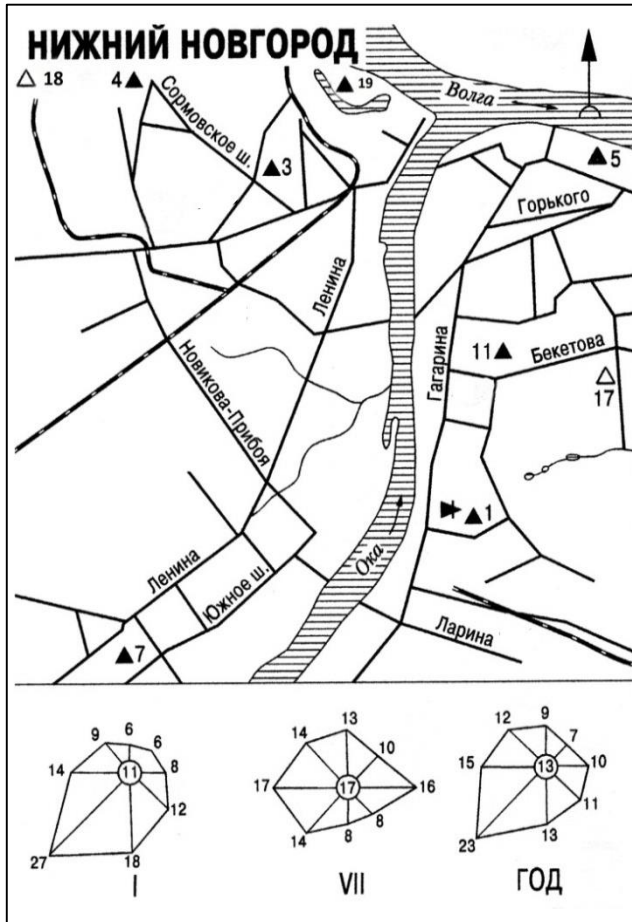 НИЖНИЙ НОВГОРОД
18
4
19
Сормовское ш.
Волга
3
5
Горького
Ленина
Гагарина
11
Бекетова
17
Новикова-Прибоя
1
Ока
Ленина
Южное ш.
7
Ларина
9
6
6
14
11
8
12
27
18
I
13
14
10
17
17
16
14
8
8
VII
9
12
7
15
13
10
11
23
13
ГОД